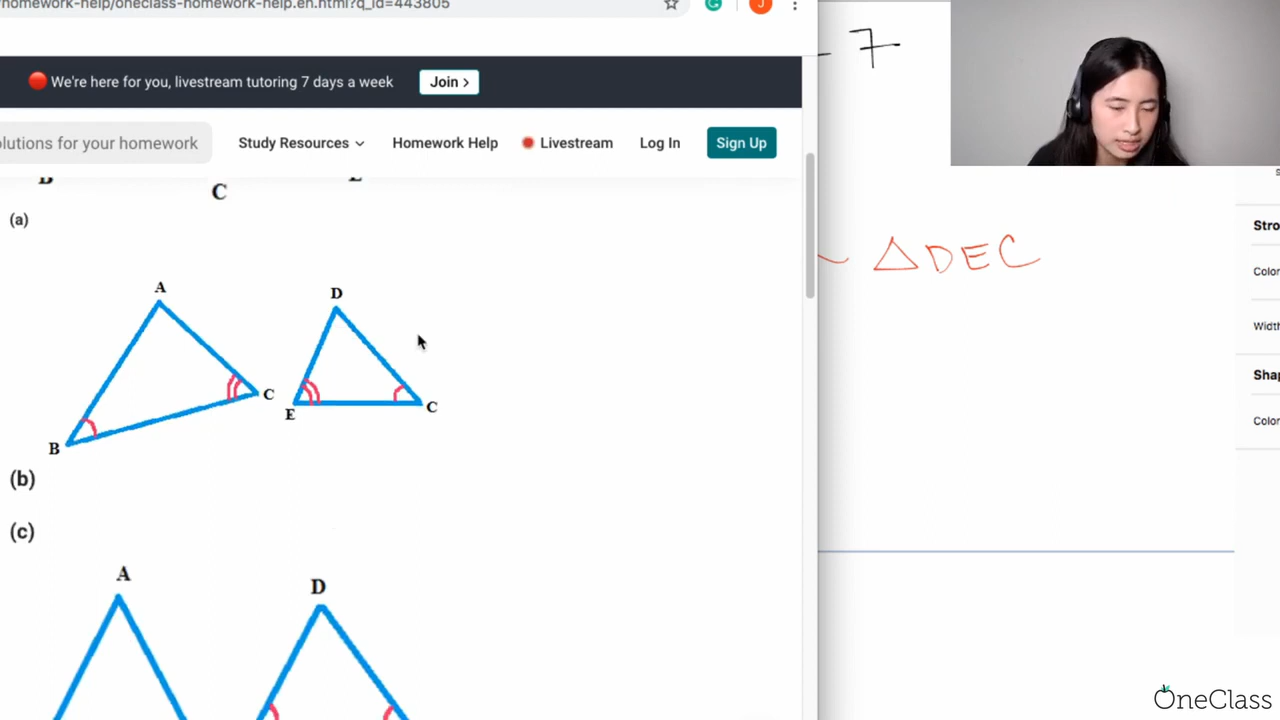 homework-help/oneclass-homework-help.en.html?q_id=443805
J
We're here for you, livestream tutoring 7 days a week
Join >
olutions for your homework
Study Resources
Homework Help
Livestream
Log In
Sign Up
B
C
E
(a)
A
D
C
E
C
B
(b)
(c)
A
D
- 7
~ △DEC
Stro
Color
Width
Shap
Color
OneClass